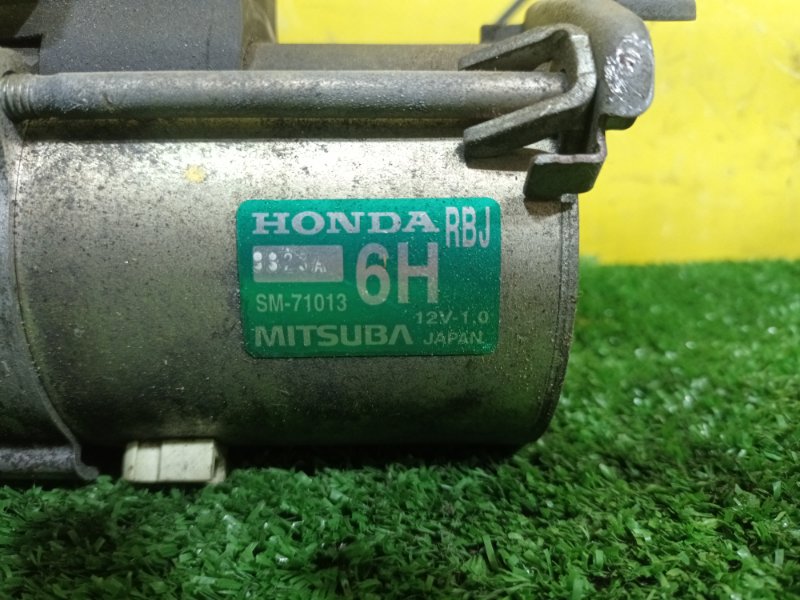 HONDA RBJ
6H
SM-71013
12V-1.0
MITSUBA JAPAN